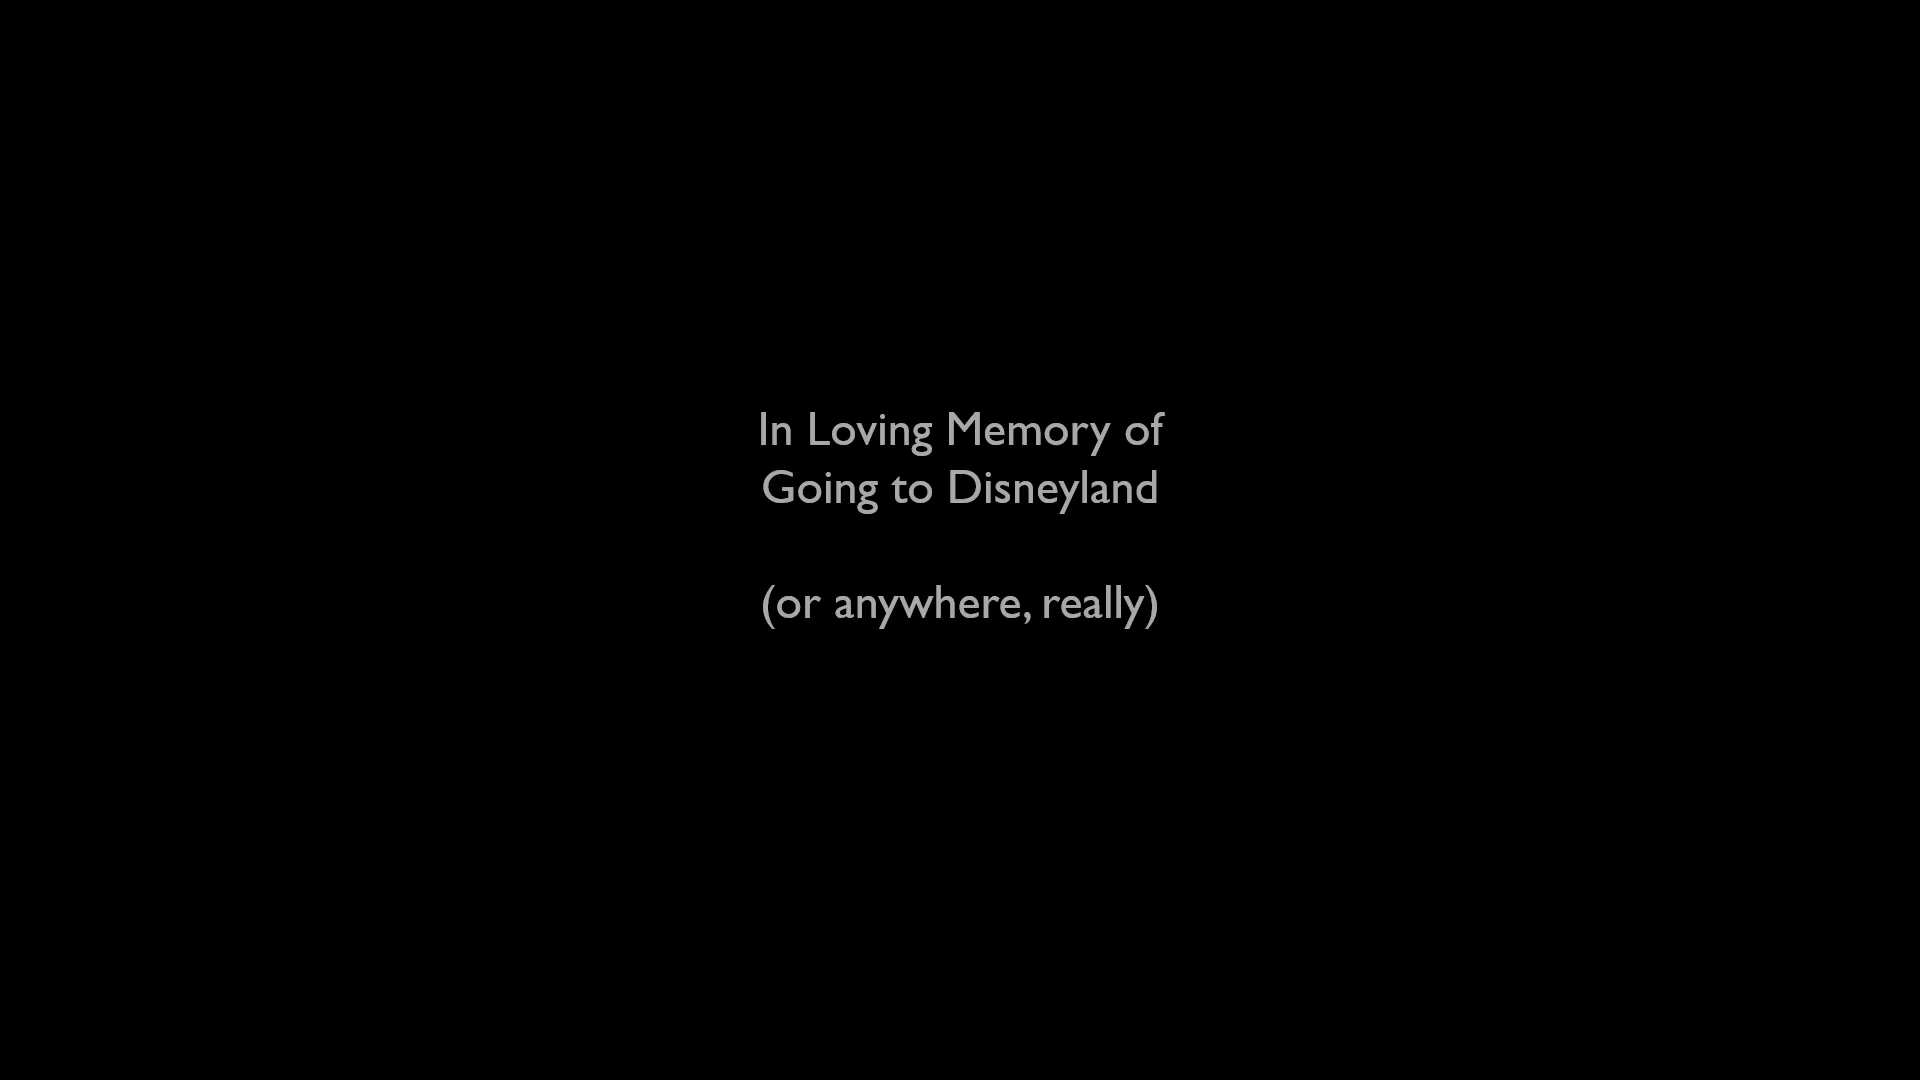 In Loving Memory of
Going to Disneyland
(or anywhere, really)